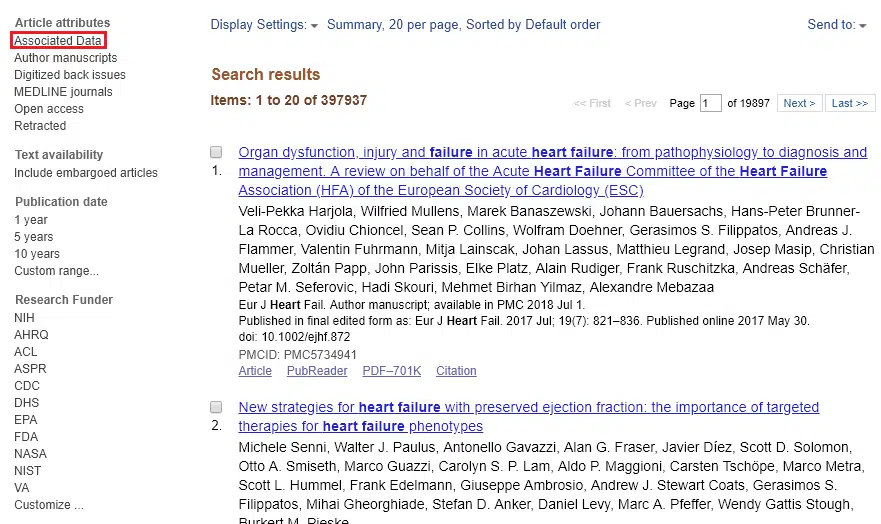 Article attributes
Associated Data
Author manuscripts
Digitized back issues
MEDLINE journals
Open access
Retracted
Text availability
Include embargoed articles
Publication date
1 year
5 years
10 years
Custom range...
Research Funder
NIH
AHRQ
ACL
ASPR
CDC
DHS
EPA
FDA
NASA
NIST
VA
Customize ...
Display Settings: Summary, 20 per page, Sorted by Default order
Send to:
Search results
Items: 1 to 20 of 397937
<< First < Prev Page 1 of 19897 Next > Last >>
1.
Organ dysfunction, injury and failure in acute heart failure: from pathophysiology to diagnosis and
management. A review on behalf of the Acute Heart Failure Committee of the Heart Failure
Association (HFA) of the European Society of Cardiology (ESC)
Veli-Pekka Harjola, Wilfried Mullens, Marek Banaszewski, Johann Bauersachs, Hans-Peter Brunner-
La Rocca, Ovidiu Chioncel, Sean P. Collins, Wolfram Doehner, Gerasimos S. Filippatos, Andreas J.
Flammer, Valentin Fuhrmann, Mitja Lainscak, Johan Lassus, Matthieu Legrand, Josep Masip, Christian
Mueller, Zoltán Papp, John Parissis, Elke Platz, Alain Rudiger, Frank Ruschitzka, Andreas Schäfer,
Petar M. Seferovic, Hadi Skouri, Mehmet Birhan Yilmaz, Alexandre Mebazaa
Eur J Heart Fail. Author manuscript; available in PMC 2018 Jul 1.
Published in final edited form as: Eur J Heart Fail. 2017 Jul; 19(7): 821–836. Published online 2017 May 30.
doi: 10.1002/ejhf.872
PMCID: PMC5734941
Article PubReader PDF–701K Citation
2.
New strategies for heart failure with preserved ejection fraction: the importance of targeted
therapies for heart failure phenotypes
Michele Senni, Walter J. Paulus, Antonello Gavazzi, Alan G. Fraser, Javier Díez, Scott D. Solomon,
Otto A. Smiseth, Marco Guazzi, Carolyn S. P. Lam, Aldo P. Maggioni, Carsten Tschöpe, Marco Metra,
Scott L. Hummel, Frank Edelmann, Giuseppe Ambrosio, Andrew J. Stewart Coats, Gerasimos S.
Filippatos, Mihai Gheorghiade, Stefan D. Anker, Daniel Levy, Marc A. Pfeffer, Wendy Gattis Stough,
Burkert M. Pieske